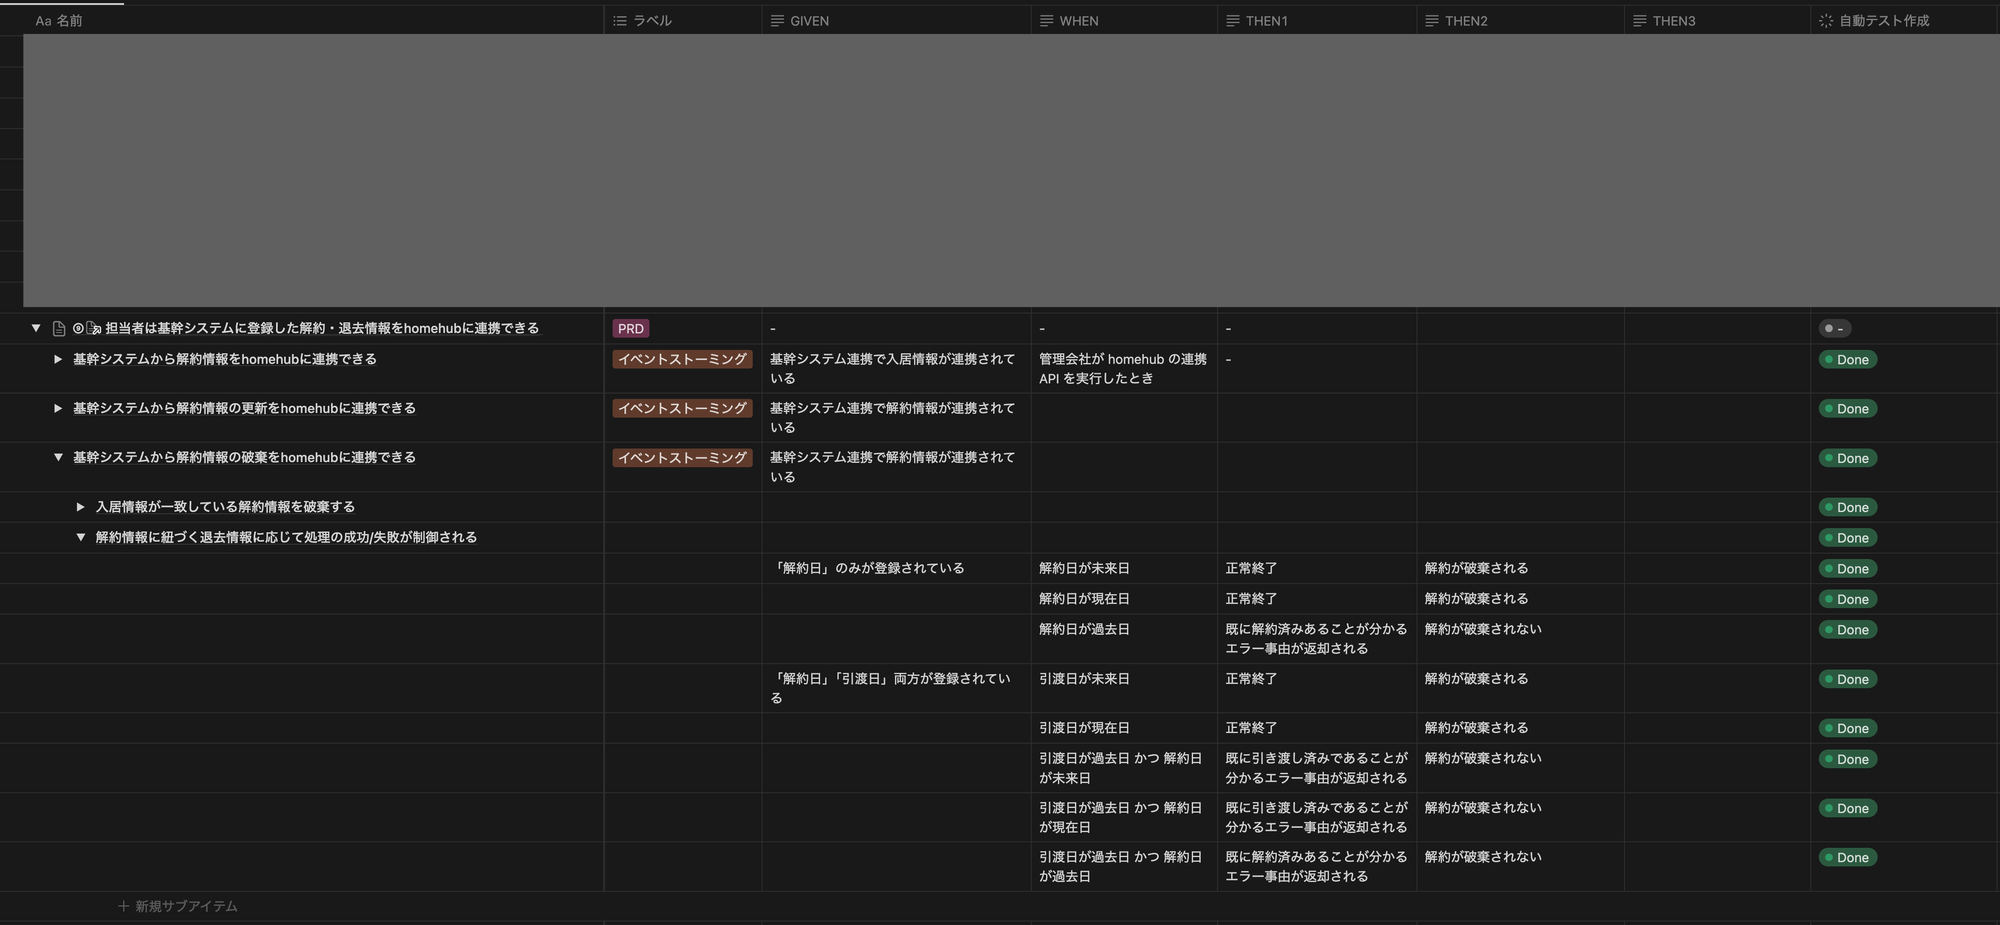 Aa 名前 ラベル GIVEN WHEN THEN1 THEN2 THEN3 自動テスト作成
担当者は基幹システムに登録した解約・退去情報をhomehubに連携できる PRD - - - -
基幹システムから解約情報をhomehubに連携できる イベントストーミング 基幹システム連携で入居情報が連携されて 管理会社が homehub の連携 - Done
いる API を実行したとき
基幹システムから解約情報の更新をhomehubに連携できる イベントストーミング 基幹システム連携で解約情報が連携されて Done
いる
基幹システムから解約情報の破棄をhomehubに連携できる イベントストーミング 基幹システム連携で解約情報が連携されて Done
いる
入居情報が一致している解約情報を破棄する Done
解約情報に紐づく退去情報に応じて処理の成功/失敗が制御される Done
「解約日」のみが登録されている 解約日が未来日 正常終了 解約が破棄される Done
解約日が現在日 正常終了 解約が破棄される Done
解約日が過去日 既に解約済みあることが分かる 解約が破棄されない Done
エラー事由が返却される
「解約日」「引渡日」両方が登録されてい 引渡日が未来日 正常終了 解約が破棄される Done
る
引渡日が現在日 正常終了 解約が破棄される Done
引渡日が過去日 かつ 解約日 既に引き渡し済みであることが 解約が破棄されない Done
が未来日 分かるエラー事由が返却される
引渡日が過去日 かつ 解約日 既に引き渡し済みであることが 解約が破棄されない Done
が現在日 分かるエラー事由が返却される
引渡日が過去日 かつ 解約日 既に解約済みあることが分かる 解約が破棄されない Done
が過去日 エラー事由が返却される
+ 新規サブアイテム